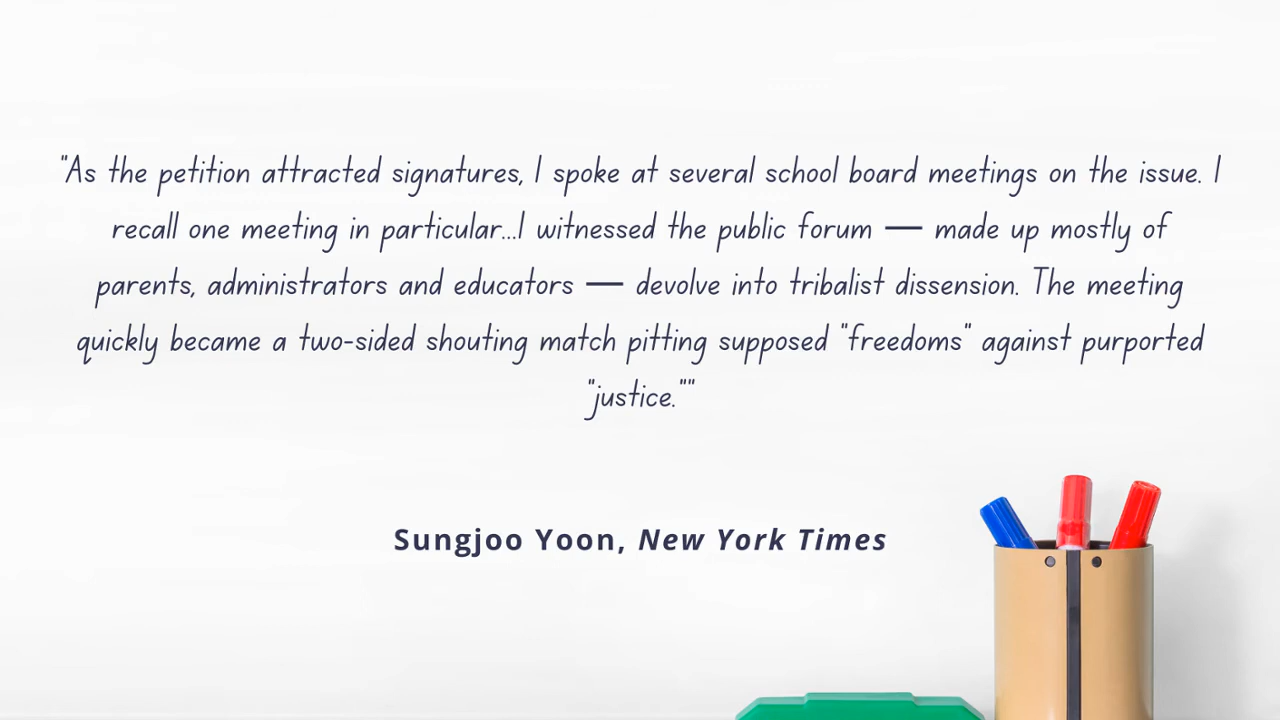 "As the petition attracted signatures, I spoke at several school board meetings on the issue. I
recall one meeting in particular...I witnessed the public forum — made up mostly of
parents, administrators and educators — devolve into tribalist dissension. The meeting
quickly became a two-sided shouting match pitting supposed "freedoms" against purported
"justice.""
Sungjoo Yoon, New York Times